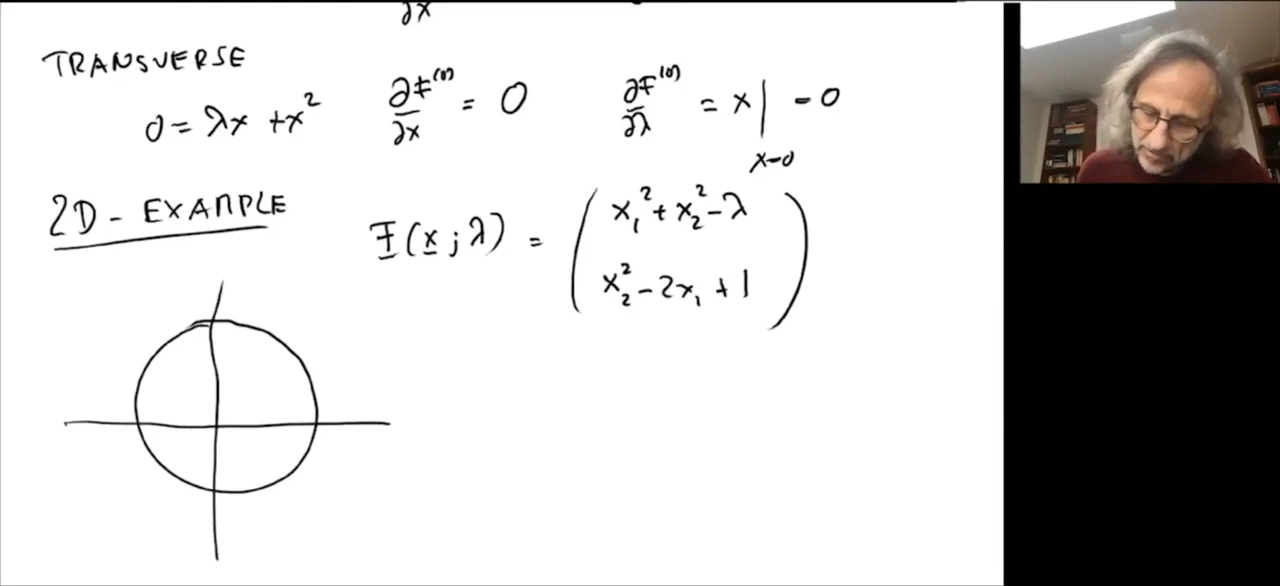 ∂x
TRANSVERSE
0 = λx + x² ∂F⁽⁰⁾/∂x = 0 ∂F⁽⁰⁾/∂λ = x |ₓ₌₀ = 0
2D - EXAMPLE
F(x; λ) = ( x₁² + x₂² - λ
x₂² - 2x₁ + 1 )